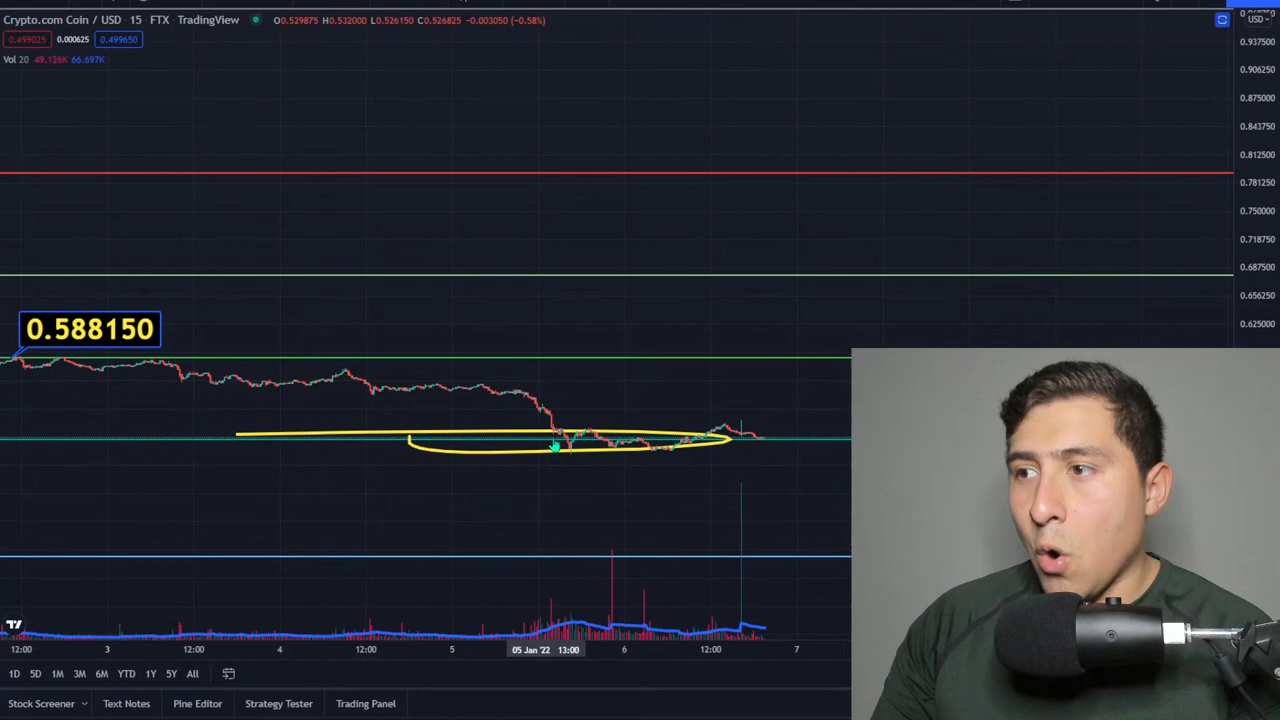 Crypto.com Coin / USD · 15 · FTX · TradingView O0.529875 H0.532000 L0.526150 C0.526825 -0.003050 (-0.58%)
0.499025 0.000625 0.499650
Vol 20 49.126K 66.697K
USD
0.937500
0.906250
0.875000
0.843750
0.812500
0.781250
0.750000
0.718750
0.687500
0.656250
0.625000
0.588150
12:00 3 12:00 4 12:00 5 05 Jan '22 13:00 6 12:00 7
1D 5D 1M 3M 6M YTD 1Y 5Y All
Stock Screener Text Notes Pine Editor Strategy Tester Trading Panel